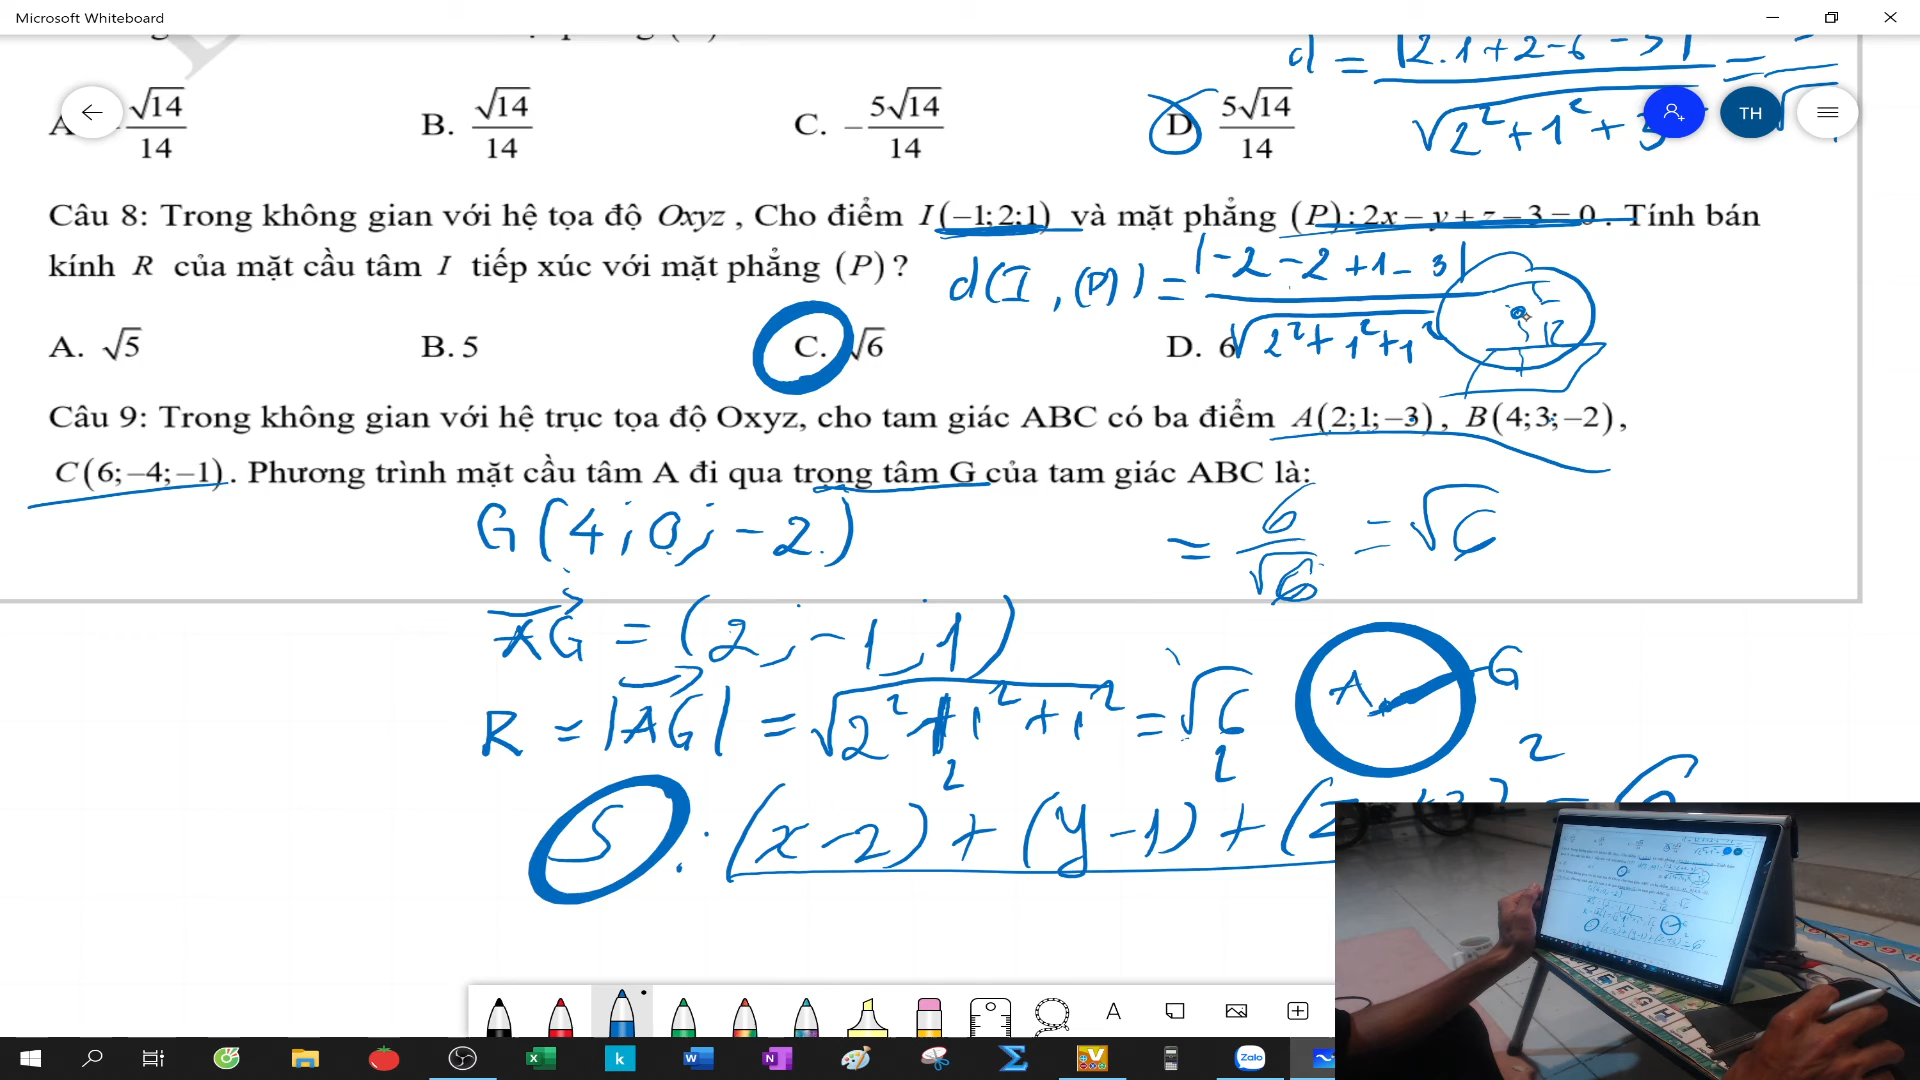 Microsoft Whiteboard
d = |2.1+2-6-3| =
√2²+1²+3
A. -√14/14 B. √14/14 C. -5√14/14 D. 5√14/14
TH
Câu 8: Trong không gian với hệ tọa độ Oxyz, Cho điểm I(−1;2;1) và mặt phẳng (P):2x−y+z−3=0. Tính bán
kính R của mặt cầu tâm I tiếp xúc với mặt phẳng (P)?
d(I,(P)) = |-2-2+1-3|
√2²+1²+1²
A. √5 B. 5 C. √6 D. 6
Câu 9: Trong không gian với hệ trục tọa độ Oxyz, cho tam giác ABC có ba điểm A(2;1;−3), B(4;3;−2),
C(6;−4;−1). Phương trình mặt cầu tâm A đi qua trọng tâm G của tam giác ABC là:
G(4;0;-2) = 6/√6 = √6
AG = (2;-1;1)
A G
R = |AG| = √2²+1²+1² = √6
S : (x-2)²+(y-1)²+(z+3)² = 6